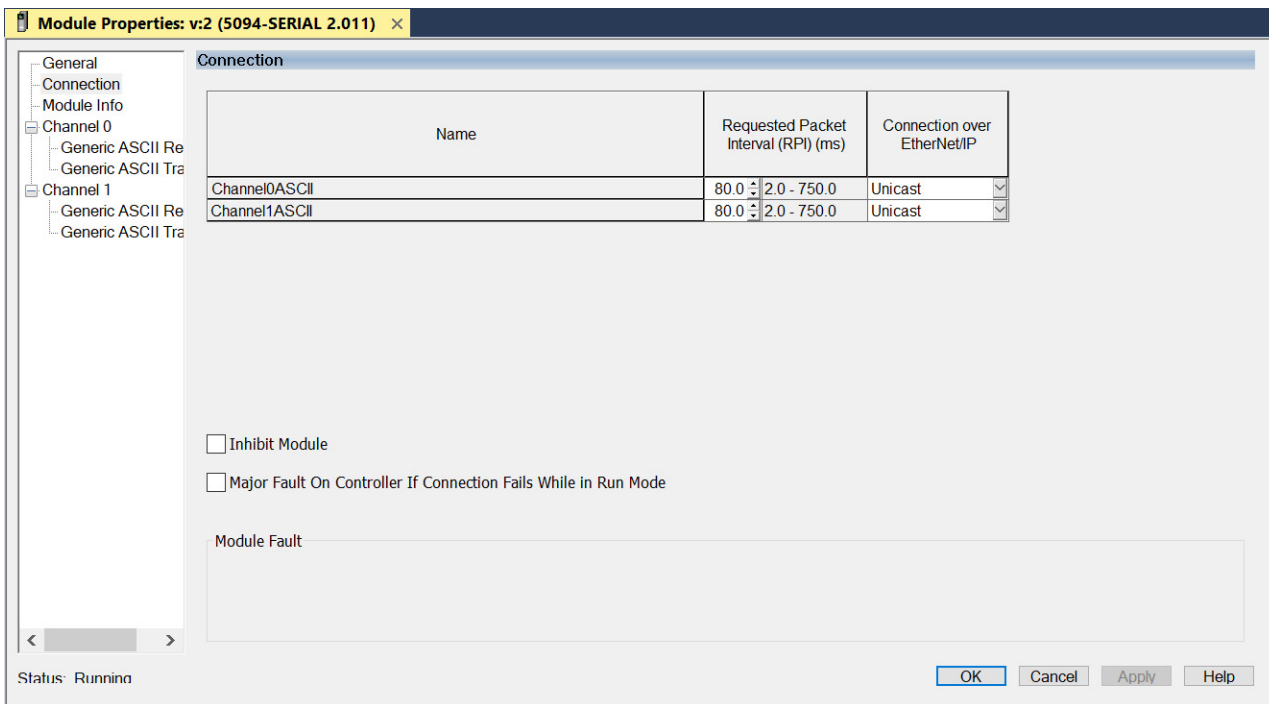 Module Properties: v:2 (5094-SERIAL 2.011) ×
General
Connection
Module Info
Channel 0
Generic ASCII Re
Generic ASCII Tra
Channel 1
Generic ASCII Re
Generic ASCII Tra
Connection
Name
Requested Packet
Interval (RPI) (ms)
Connection over
EtherNet/IP
Channel0ASCII 80.0 2.0 - 750.0 Unicast
Channel1ASCII 80.0 2.0 - 750.0 Unicast
Inhibit Module
Major Fault On Controller If Connection Fails While in Run Mode
Module Fault
Status: Running
OK Cancel Apply Help